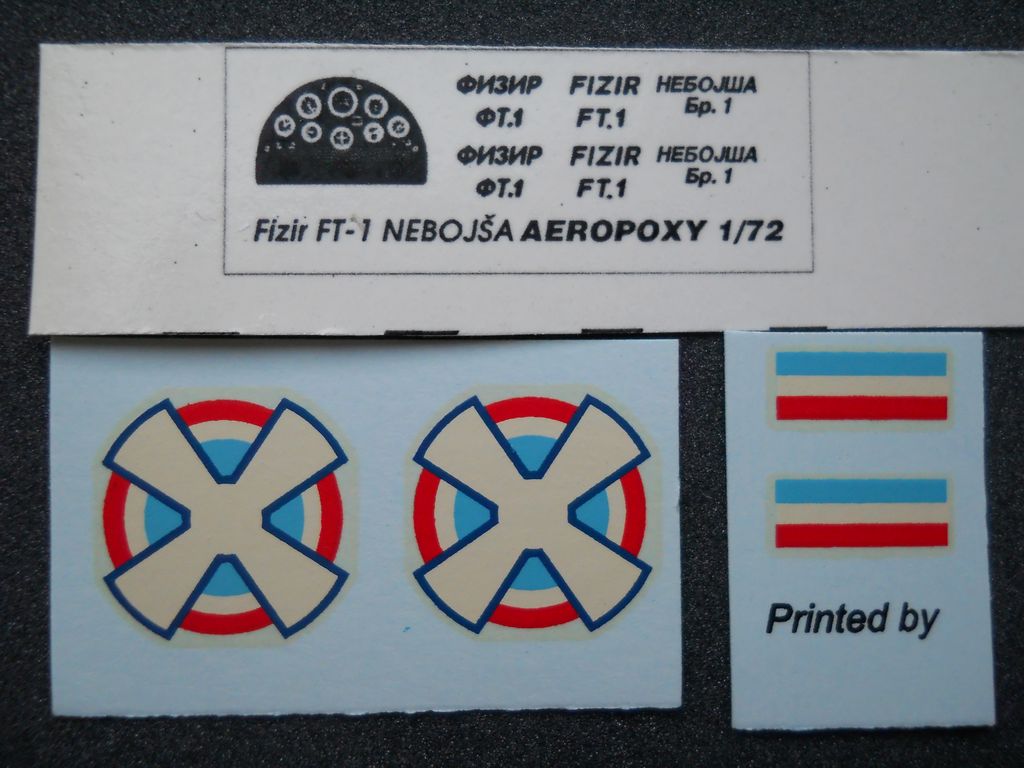 ФИЗИР FIZIR НЕБОЈША
ФТ.1 FT.1 Бр. 1
ФИЗИР FIZIR НЕБОЈША
ФТ.1 FT.1 Бр. 1
Fizir FT-1 NEBOJŠA AEROPOXY 1/72
Printed by